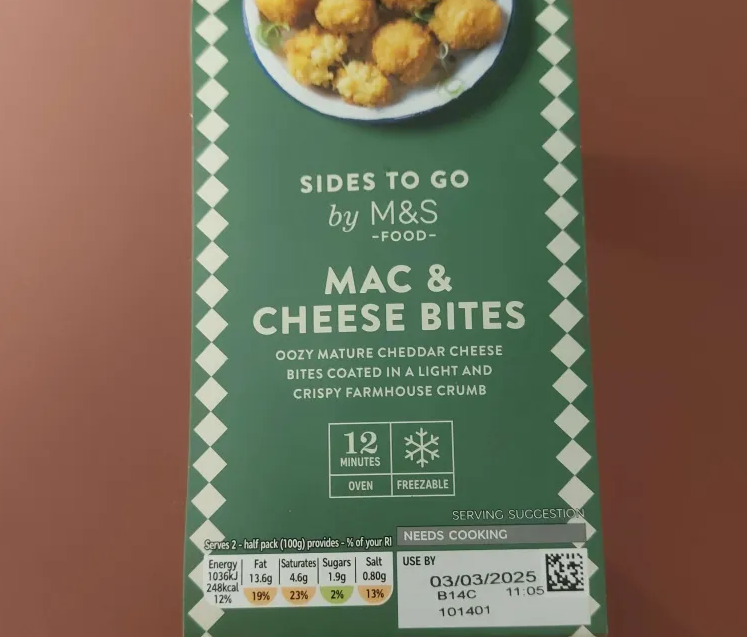 SIDES TO GO
by M&S
-FOOD-
MAC &
CHEESE BITES
OOZY MATURE CHEDDAR CHEESE
BITES COATED IN A LIGHT AND
CRISPY FARMHOUSE CRUMB
12
MINUTES
OVEN
FREEZABLE
SERVING SUGGESTION
Serves 2 - half pack (100g) provides - % of your RI
Energy Fat Saturates Sugars Salt
1036kJ 13.6g 4.6g 1.9g 0.80g
248kcal
12% 19% 23% 2% 13%
NEEDS COOKING
USE BY
03/03/2025
B14C 11:05
101401